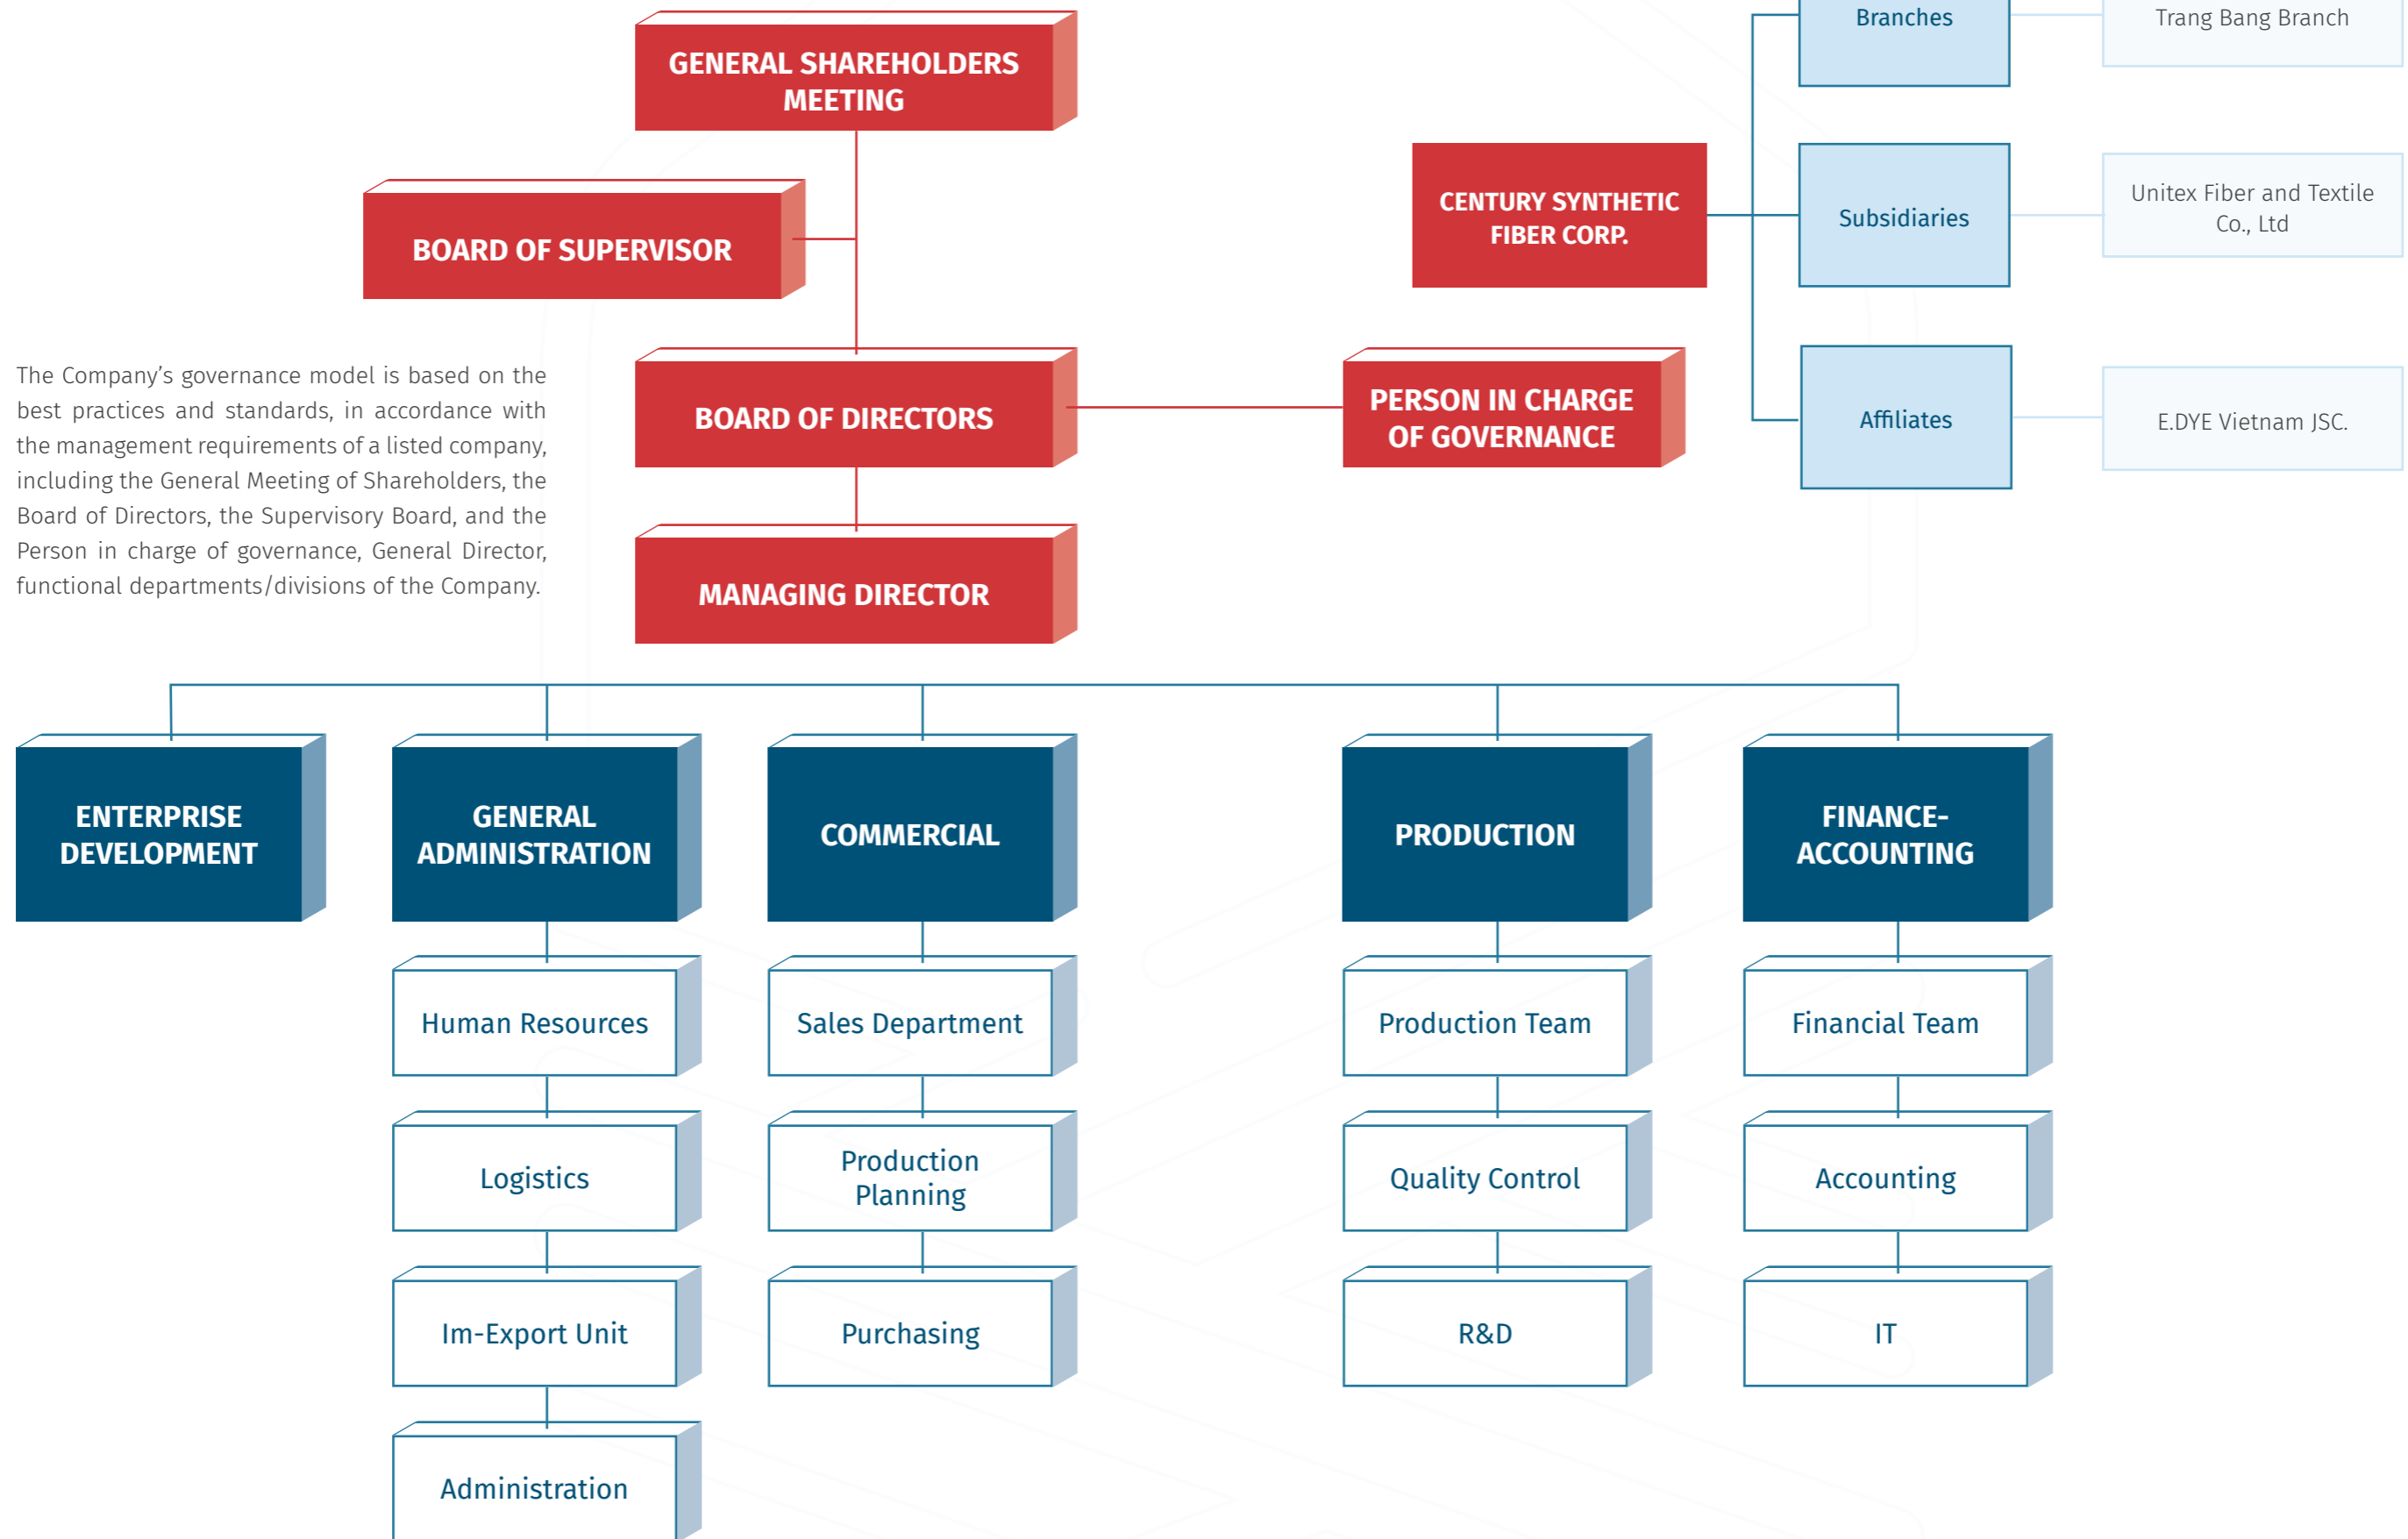 GENERAL SHAREHOLDERS
MEETING
BOARD OF SUPERVISOR
BOARD OF DIRECTORS
PERSON IN CHARGE
OF GOVERNANCE
MANAGING DIRECTOR
The Company’s governance model is based on the
best practices and standards, in accordance with
the management requirements of a listed company,
including the General Meeting of Shareholders, the
Board of Directors, the Supervisory Board, and the
Person in charge of governance, General Director,
functional departments/divisions of the Company.
CENTURY SYNTHETIC
FIBER CORP.
Branches
Trang Bang Branch
Subsidiaries
Unitex Fiber and Textile
Co., Ltd
Affiliates
E.DYE Vietnam JSC.
ENTERPRISE
DEVELOPMENT
GENERAL
ADMINISTRATION
Human Resources
Logistics
Im-Export Unit
Administration
COMMERCIAL
Sales Department
Production
Planning
Purchasing
PRODUCTION
Production Team
Quality Control
R&D
FINANCE-
ACCOUNTING
Financial Team
Accounting
IT